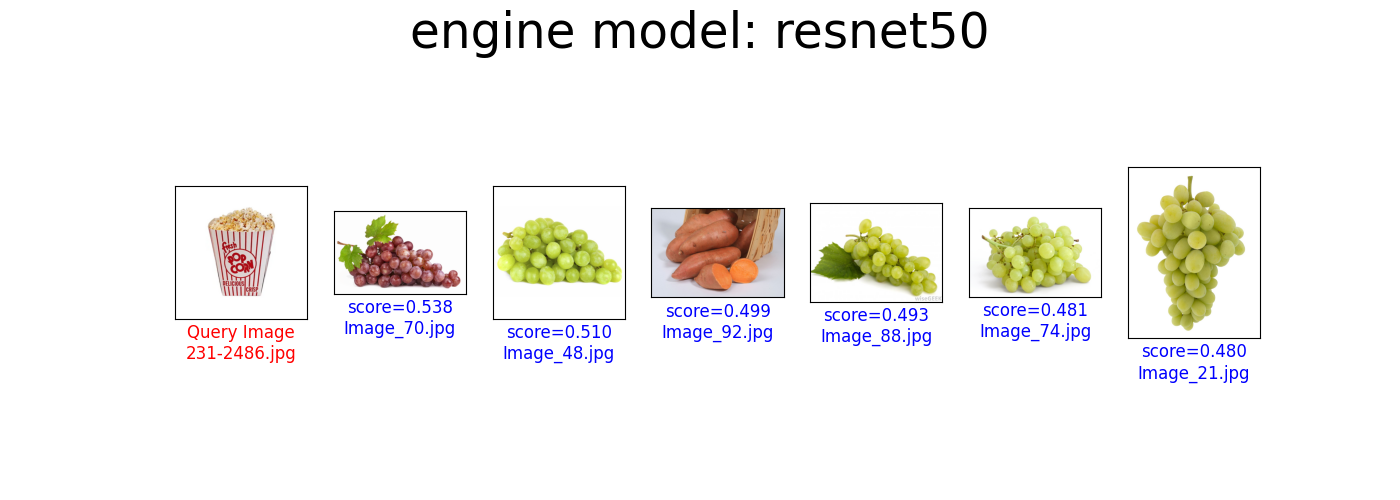 engine model: resnet50
fresh
POP
CORN
DELICIOUS
CRISP
Query Image
231-2486.jpg
score=0.538
Image_70.jpg
score=0.510
Image_48.jpg
score=0.499
Image_92.jpg
score=0.493
Image_88.jpg
score=0.481
Image_74.jpg
score=0.480
Image_21.jpg